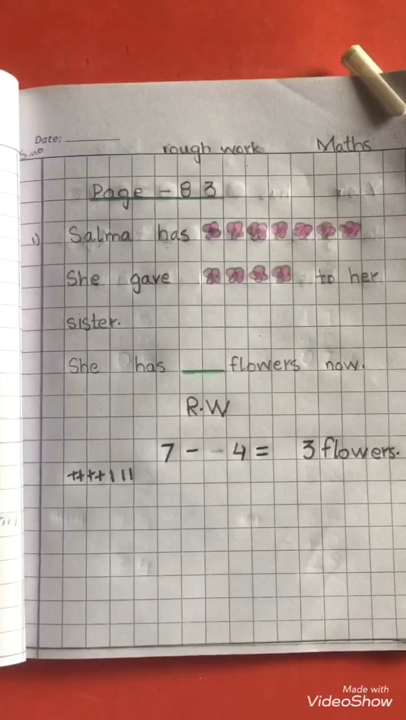 Date:
S.no
rough work Maths
Page - 83
1) Salma has
She gave to her
sister.
She has ___ flowers now.
R.W
7 - 4 = 3 flowers.
Made with
VideoShow